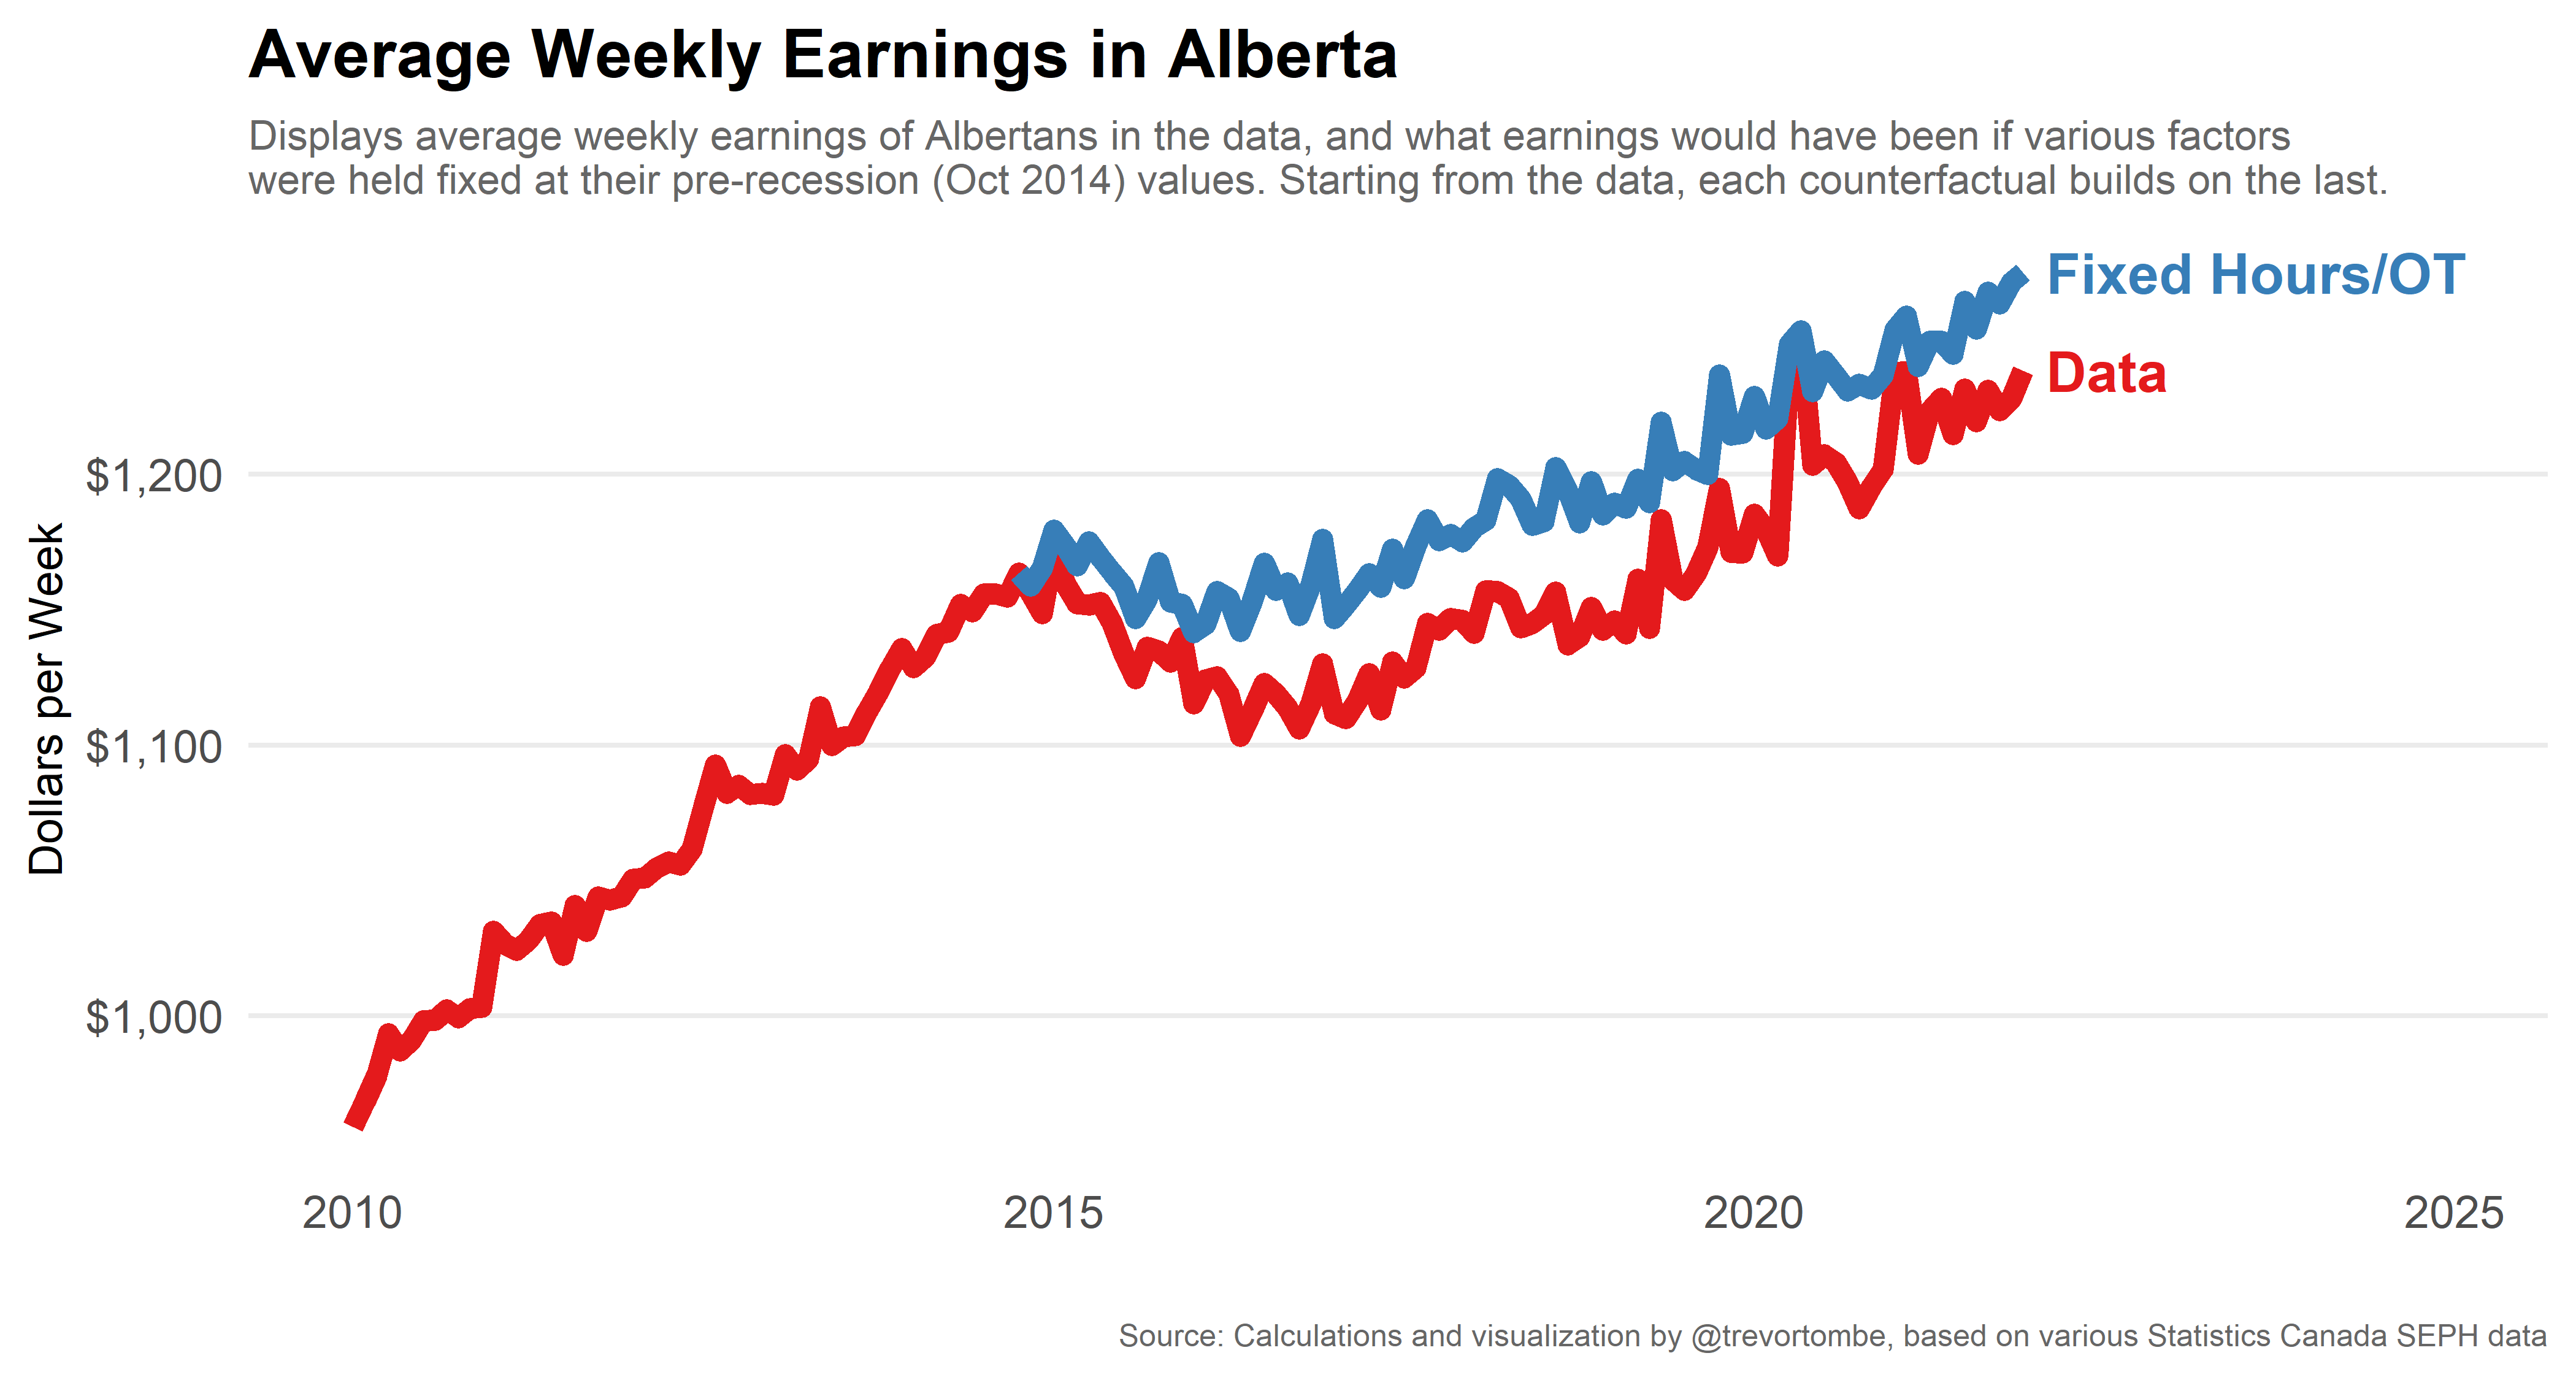 Average Weekly Earnings in Alberta
Displays average weekly earnings of Albertans in the data, and what earnings would have been if various factors
were held fixed at their pre-recession (Oct 2014) values. Starting from the data, each counterfactual builds on the last.
Fixed Hours/OT
Data
Dollars per Week
$1,200
$1,100
$1,000
2010
2015
2020
2025
Source: Calculations and visualization by @trevortombe, based on various Statistics Canada SEPH data